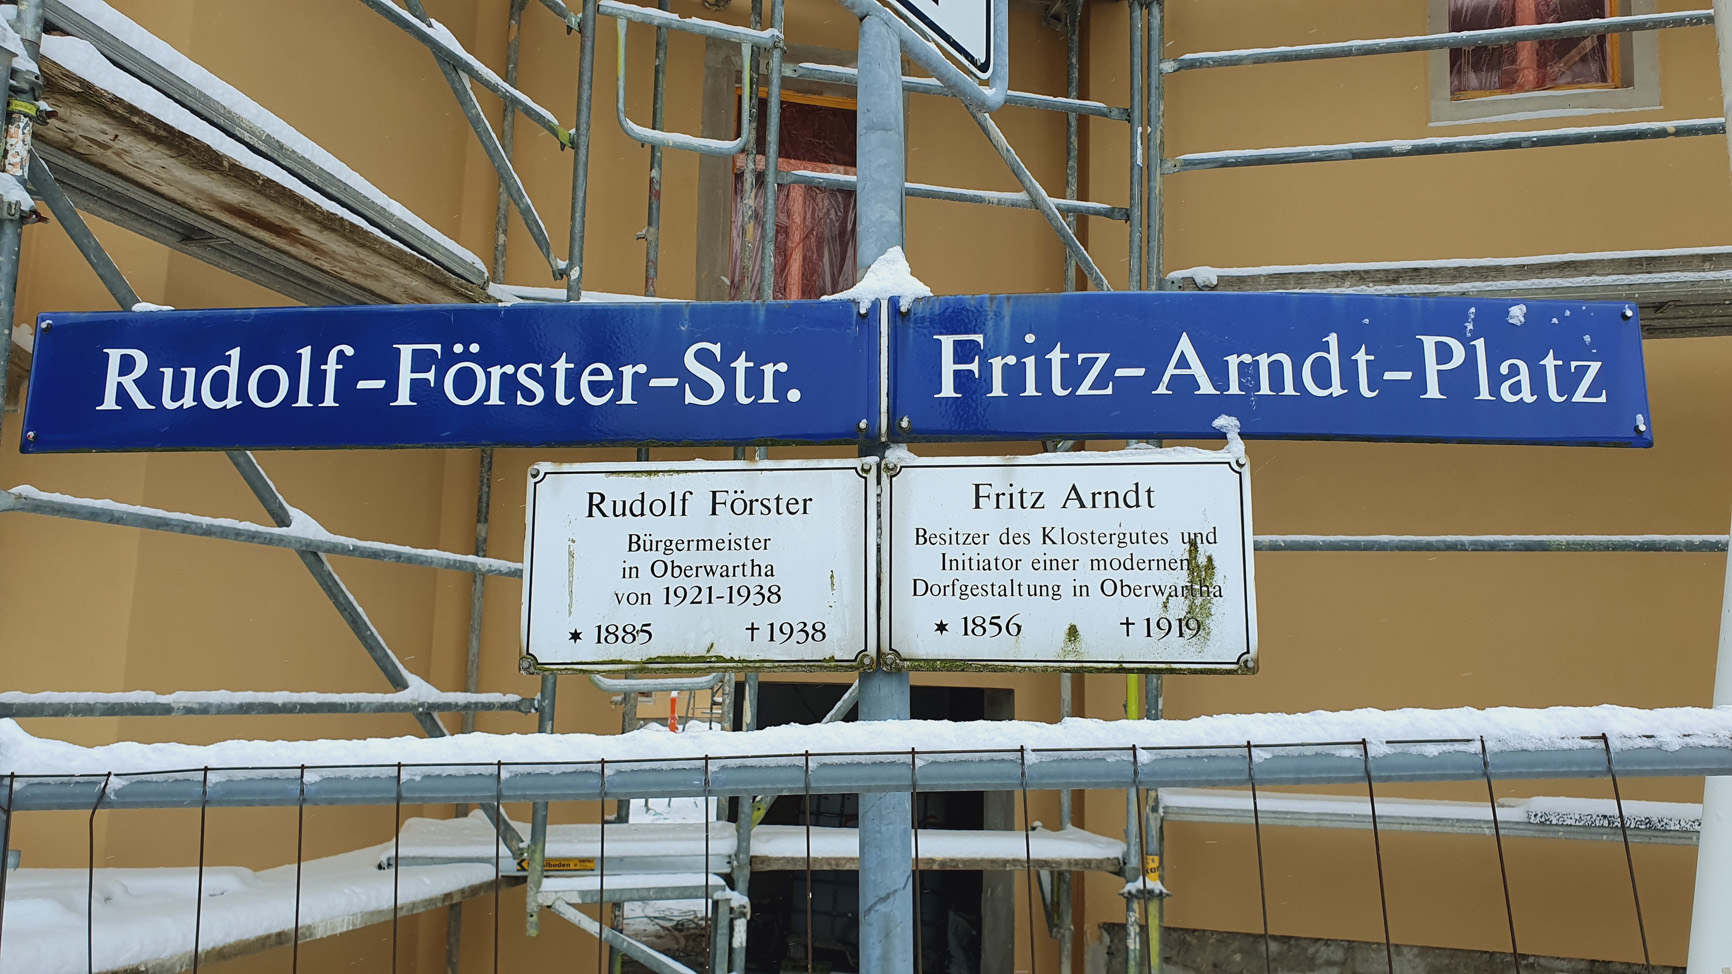 Rudolf-Förster-Str.
Fritz-Arndt-Platz
Rudolf Förster
Bürgermeister
in Oberwartha
von 1921-1938
✶ 1885 †1938
Fritz Arndt
Besitzer des Klostergutes und
Initiator einer modernen
Dorfgestaltung in Oberwartha
✶ 1856 †1919